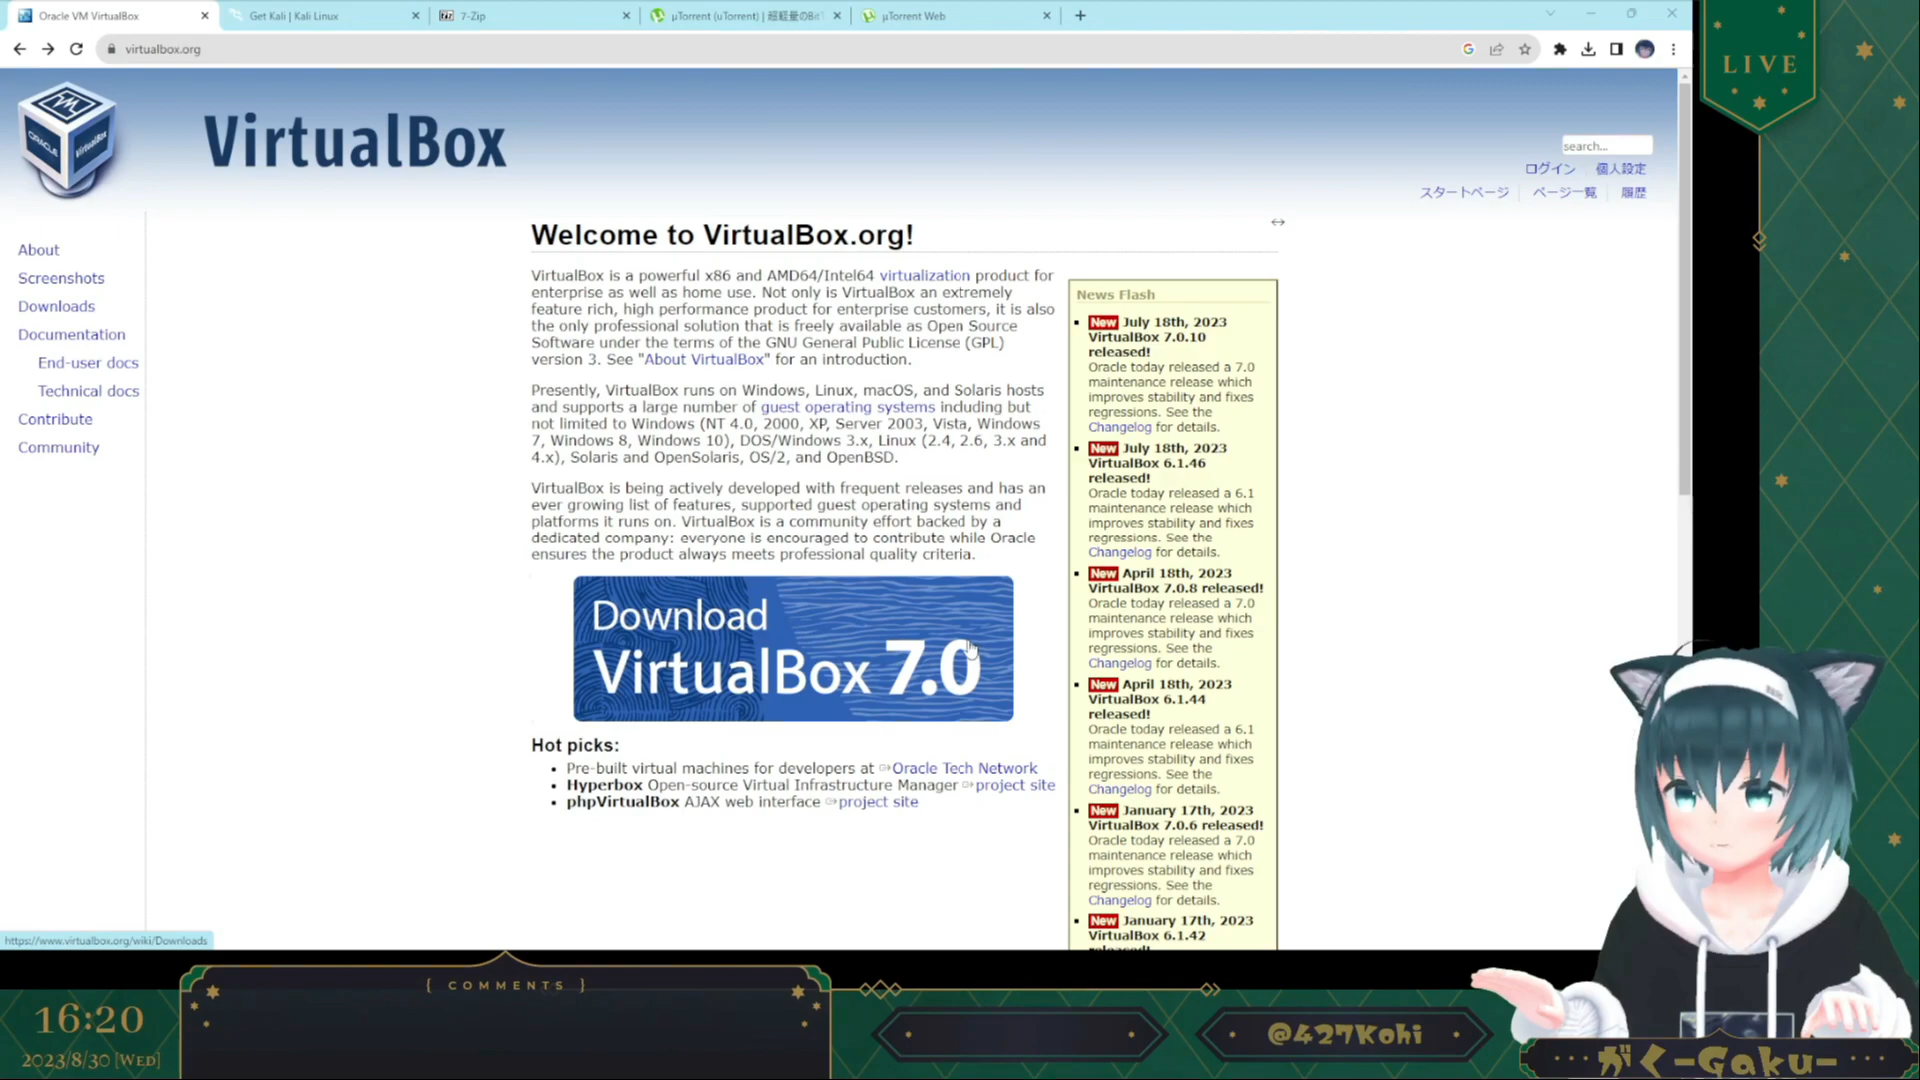 Oracle VM VirtualBox
Get Kali | Kali Linux
7-Zip
µTorrent (uTorrent) | 超軽量のBitT
µTorrent Web
virtualbox.org
LIVE
ORACLE
VirtualBox
VirtualBox
search...
ログイン
個人設定
スタートページ
ページ一覧
履歴
About
Screenshots
Downloads
Documentation
End-user docs
Technical docs
Contribute
Community
Welcome to VirtualBox.org!
VirtualBox is a powerful x86 and AMD64/Intel64 virtualization product for
enterprise as well as home use. Not only is VirtualBox an extremely
feature rich, high performance product for enterprise customers, it is also
the only professional solution that is freely available as Open Source
Software under the terms of the GNU General Public License (GPL)
version 3. See "About VirtualBox" for an introduction.
Presently, VirtualBox runs on Windows, Linux, macOS, and Solaris hosts
and supports a large number of guest operating systems including but
not limited to Windows (NT 4.0, 2000, XP, Server 2003, Vista, Windows
7, Windows 8, Windows 10), DOS/Windows 3.x, Linux (2.4, 2.6, 3.x and
4.x), Solaris and OpenSolaris, OS/2, and OpenBSD.
VirtualBox is being actively developed with frequent releases and has an
ever growing list of features, supported guest operating systems and
platforms it runs on. VirtualBox is a community effort backed by a
dedicated company: everyone is encouraged to contribute while Oracle
ensures the product always meets professional quality criteria.
Download
VirtualBox 7.0
Hot picks:
Pre-built virtual machines for developers at Oracle Tech Network
Hyperbox Open-source Virtual Infrastructure Manager project site
phpVirtualBox AJAX web interface project site
News Flash
New July 18th, 2023
VirtualBox 7.0.10
released!
Oracle today released a 7.0
maintenance release which
improves stability and fixes
regressions. See the
Changelog for details.
New July 18th, 2023
VirtualBox 6.1.46
released!
Oracle today released a 6.1
maintenance release which
improves stability and fixes
regressions. See the
Changelog for details.
New April 18th, 2023
VirtualBox 7.0.8 released!
Oracle today released a 7.0
maintenance release which
improves stability and fixes
regressions. See the
Changelog for details.
New April 18th, 2023
VirtualBox 6.1.44
released!
Oracle today released a 6.1
maintenance release which
improves stability and fixes
regressions. See the
Changelog for details.
New January 17th, 2023
VirtualBox 7.0.6 released!
Oracle today released a 7.0
maintenance release which
improves stability and fixes
regressions. See the
Changelog for details.
New January 17th, 2023
VirtualBox 6.1.42
released!
https://www.virtualbox.org/wiki/Downloads
{ COMMENTS }
16:20
2023/8/30 [WED]
@427Kohi
がく-Gaku-